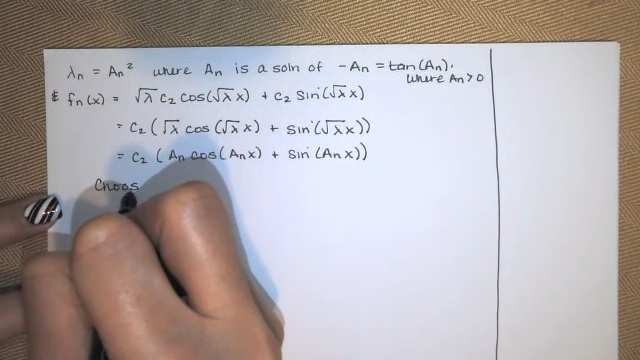 λn = An² where An is a soln of -An = tan(An).
where An > 0
& fn(x) = √λ c₂ cos(√λ x) + c₂ sin(√λ x)
= c₂ (√λ cos(√λ x) + sin(√λ x))
= c₂ (An cos(An x) + sin(An x))
Choos